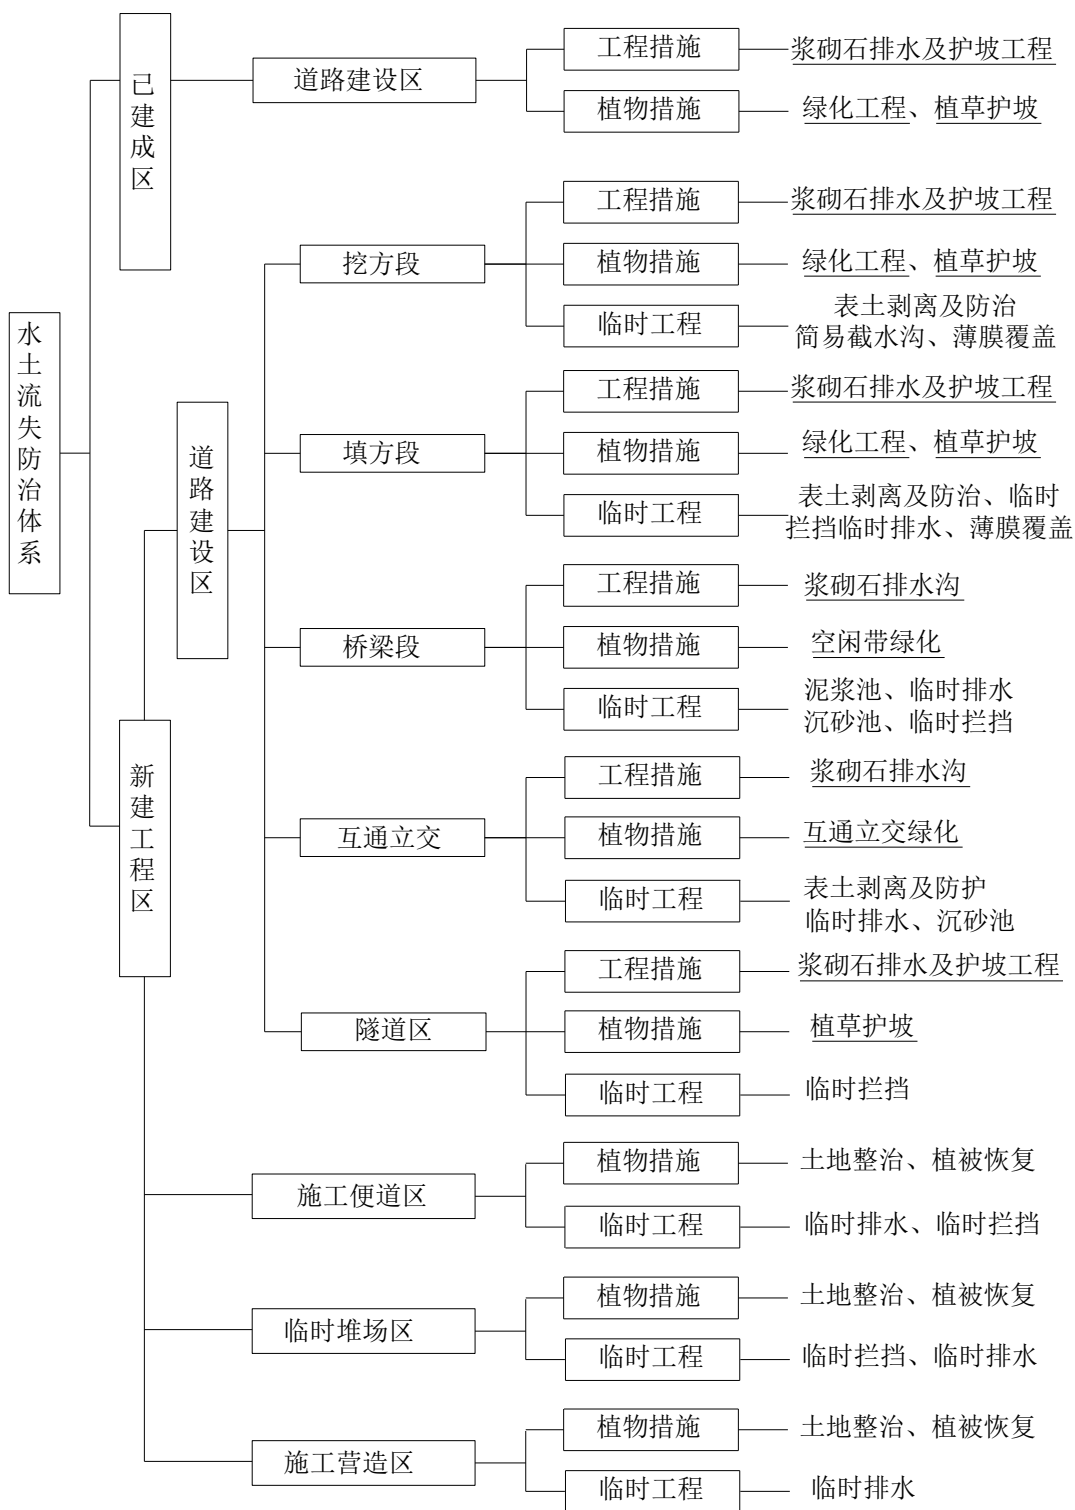 水土流失防治体系
己建成区
道路建设区
工程措施
浆砌石排水及护坡工程
植物措施
绿化工程、植草护坡
新建工程区
道路建设区
挖方段
工程措施
浆砌石排水及护坡工程
植物措施
绿化工程、植草护坡
临时工程
表土剥离及防治
简易截水沟、薄膜覆盖
填方段
工程措施
浆砌石排水及护坡工程
植物措施
绿化工程、植草护坡
临时工程
表土剥离及防治、临时
拦挡临时排水、薄膜覆盖
桥梁段
工程措施
浆砌石排水沟
植物措施
空闲带绿化
临时工程
泥浆池、临时排水
沉砂池、临时拦挡
互通立交
工程措施
浆砌石排水沟
植物措施
互通立交绿化
临时工程
表土剥离及防护
临时排水、沉砂池
隧道区
工程措施
浆砌石排水及护坡工程
植物措施
植草护坡
临时工程
临时拦挡
施工便道区
植物措施
土地整治、植被恢复
临时工程
临时排水、临时拦挡
临时堆场区
植物措施
土地整治、植被恢复
临时工程
临时拦挡、临时排水
施工营造区
植物措施
土地整治、植被恢复
临时工程
临时排水